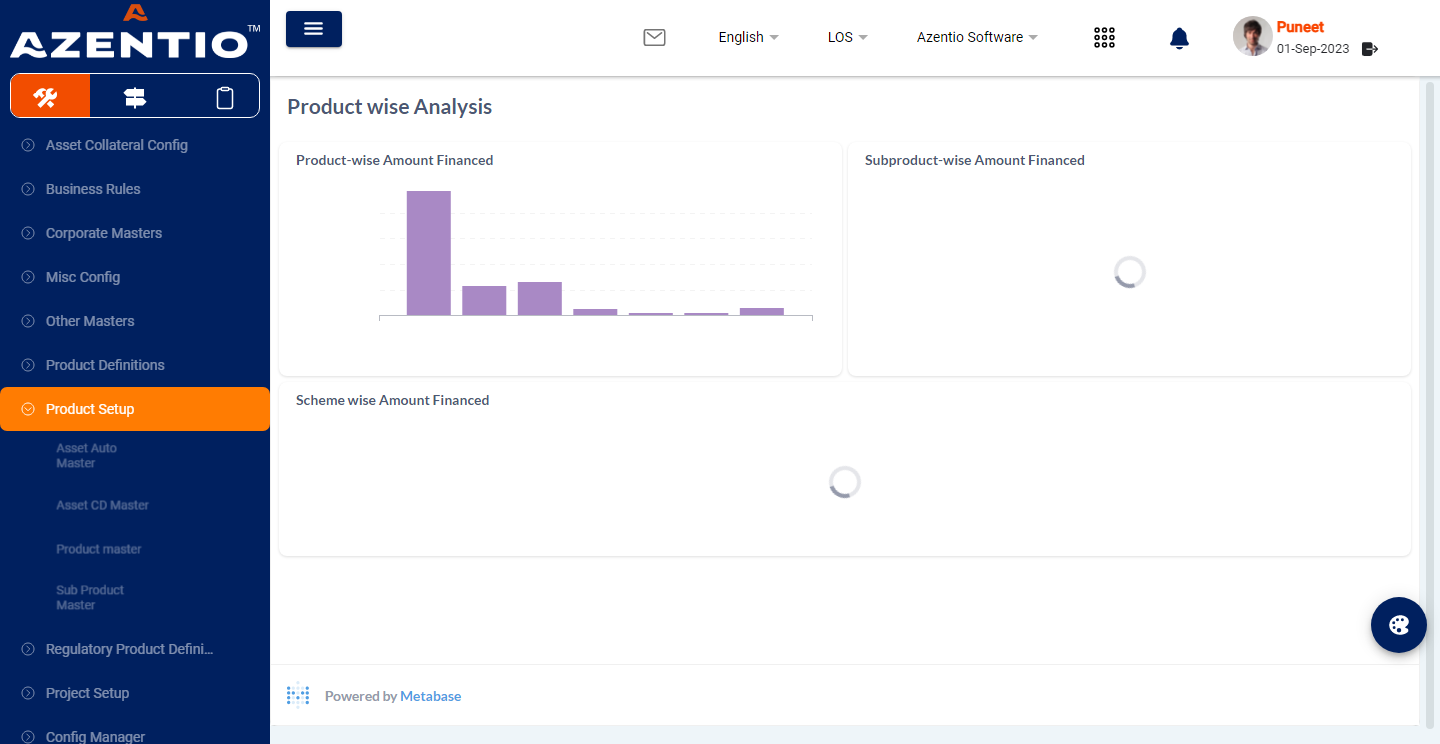 AZENTIO™
English
LOS
Azentio Software
Puneet
01-Sep-2023
Asset Collateral Config
Business Rules
Corporate Masters
Misc Config
Other Masters
Product Definitions
Product Setup
Asset Auto
Master
Asset CD Master
Product master
Sub Product
Master
Regulatory Product Defini...
Project Setup
Config Manager
Product wise Analysis
Product-wise Amount Financed
Subproduct-wise Amount Financed
Scheme wise Amount Financed
Powered by Metabase